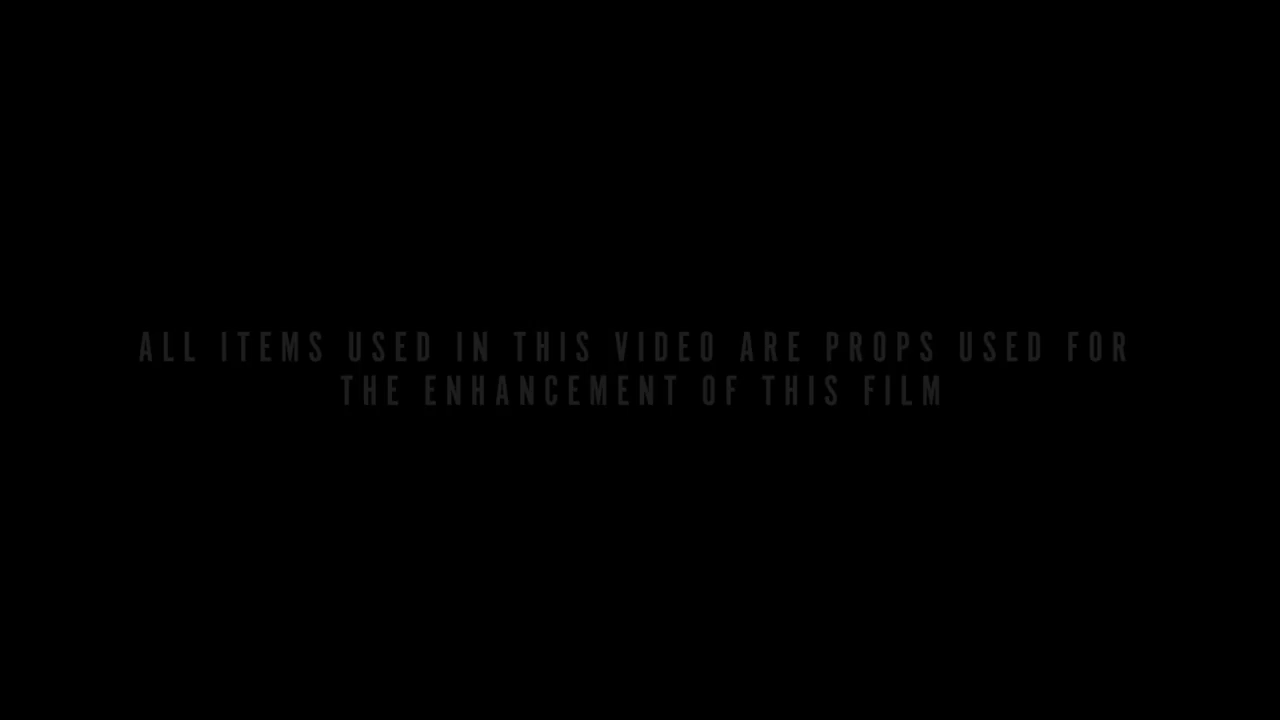 ALL ITEMS USED IN THIS VIDEO ARE PROPS USED FOR
THE ENHANCEMENT OF THIS FILM